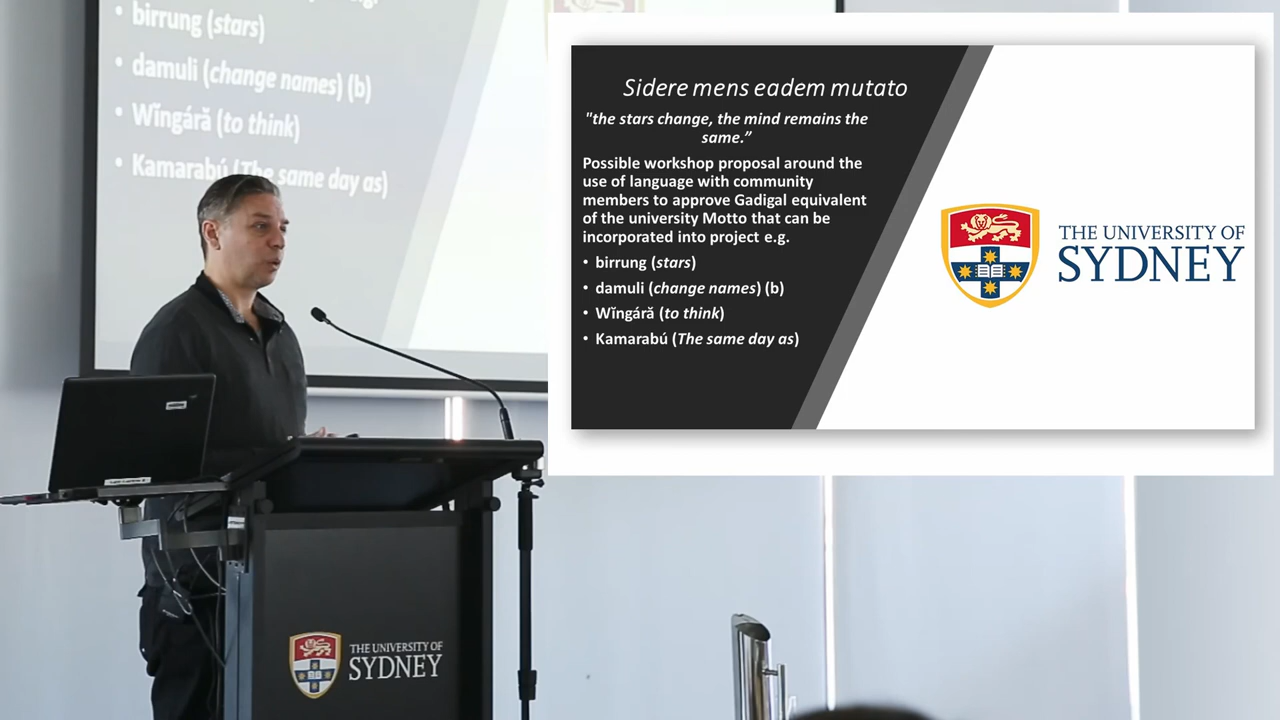 birrung (stars)
• damuli (change names) (b)
• Wĭngáră (to think)
• Kamarabú (The same day as)
Sidere mens eadem mutato
"the stars change, the mind remains the
same.”
Possible workshop proposal around the
use of language with community
members to approve Gadigal equivalent
of the university Motto that can be
incorporated into project e.g.
• birrung (stars)
• damuli (change names) (b)
• Wĭngáră (to think)
• Kamarabú (The same day as)
THE UNIVERSITY OF
SYDNEY
THE UNIVERSITY OF
SYDNEY